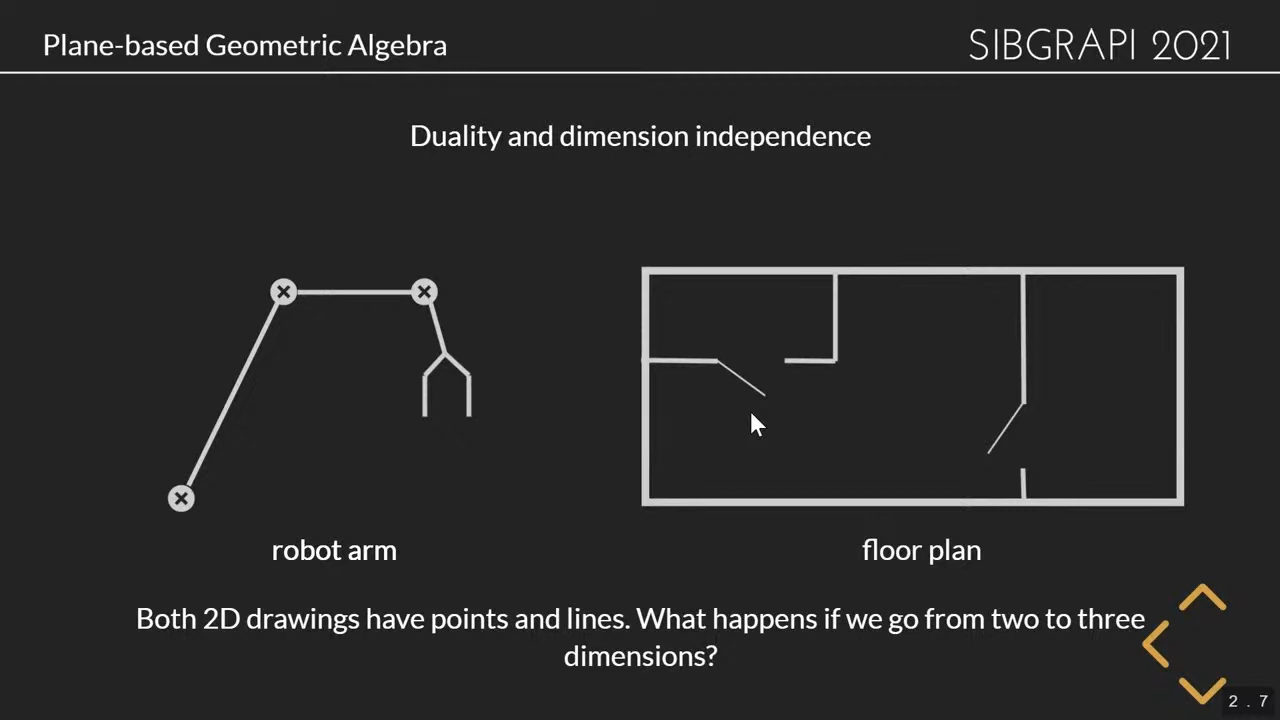 Plane-based Geometric Algebra
SIBGRAPI 2021
Duality and dimension independence
robot arm
floor plan
Both 2D drawings have points and lines. What happens if we go from two to three
dimensions?
2 . 7